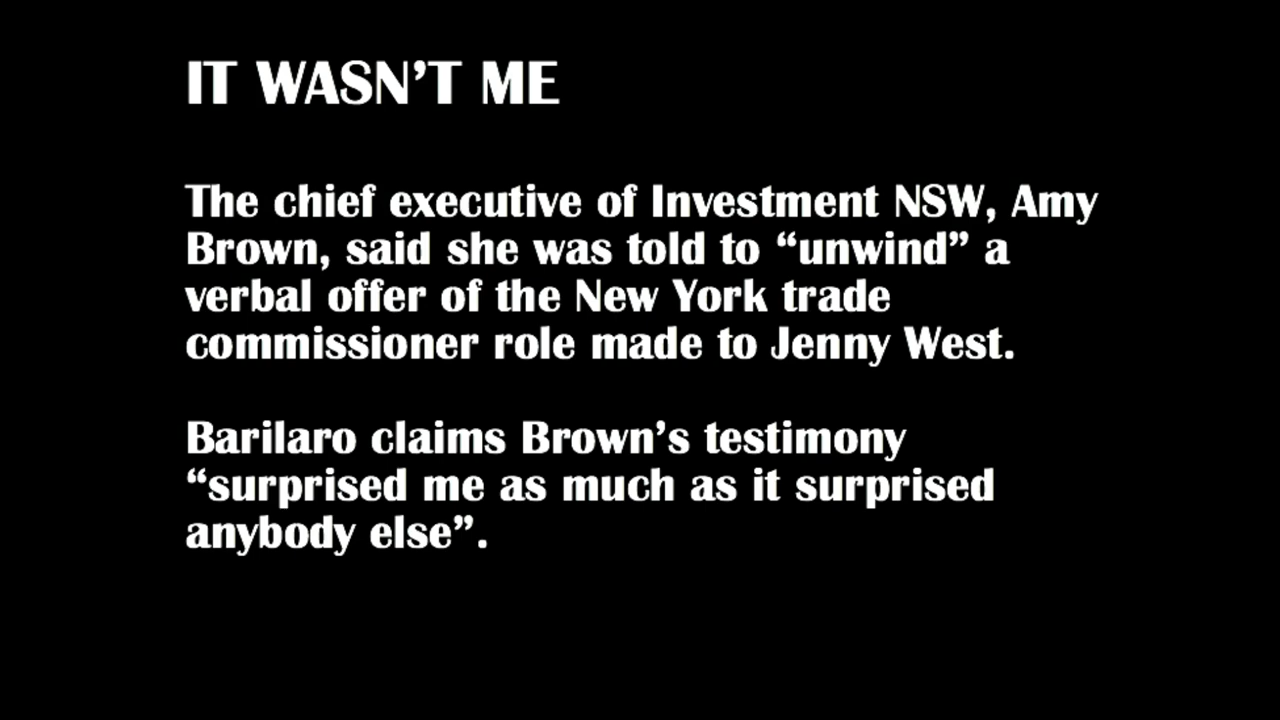 IT WASN’T ME
The chief executive of Investment NSW, Amy
Brown, said she was told to “unwind” a
verbal offer of the New York trade
commissioner role made to Jenny West.
Barilaro claims Brown’s testimony
“surprised me as much as it surprised
anybody else”.